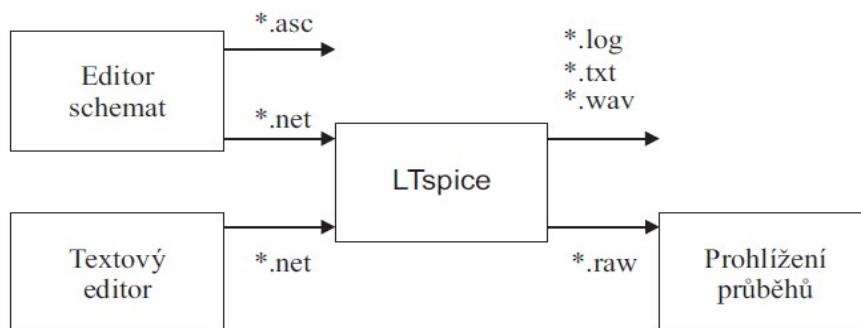 *.asc
*.log
*.txt
*.wav
Editor
schemat
*.net
LTspice
Textový
editor
*.net
*.raw
Prohlížení
průběhů